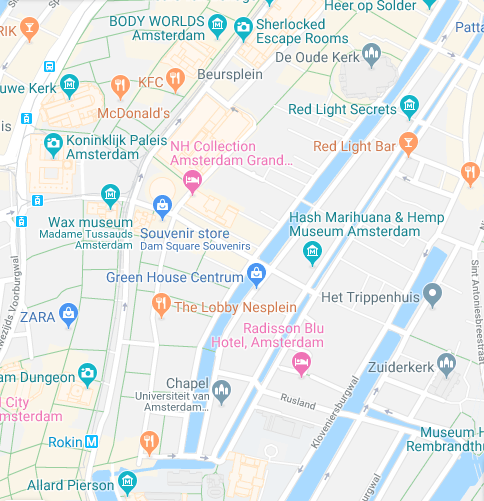 Heer op Solder
BODY WORLDS
Amsterdam
Sherlocked
Escape Rooms
Patta
RIK
De Oude Kerk
Beursplein
KFC
uwe Kerk
McDonald's
Red Light Secrets
is
Koninklijk Paleis
Amsterdam
NH Collection
Amsterdam Grand...
Red Light Bar
Wax museum
Madame Tussauds
Amsterdam
Souvenir store
Dam Square Souvenirs
Hash Marihuana & Hemp
Museum Amsterdam
Green House Centrum
Sint Antoniesbreestraat
wezijds Voorburgwal
Het Trippenhuis
The Lobby Nesplein
ZARA
Radisson Blu
Hotel, Amsterdam
Zuiderkerk
am Dungeon
Chapel
Universiteit van
Amsterdam...
Rusland
l City
Amsterdam
Kloveniersburgwal
Museum H
Rembrandthu
Rokin M
Allard Pierson
rgwal